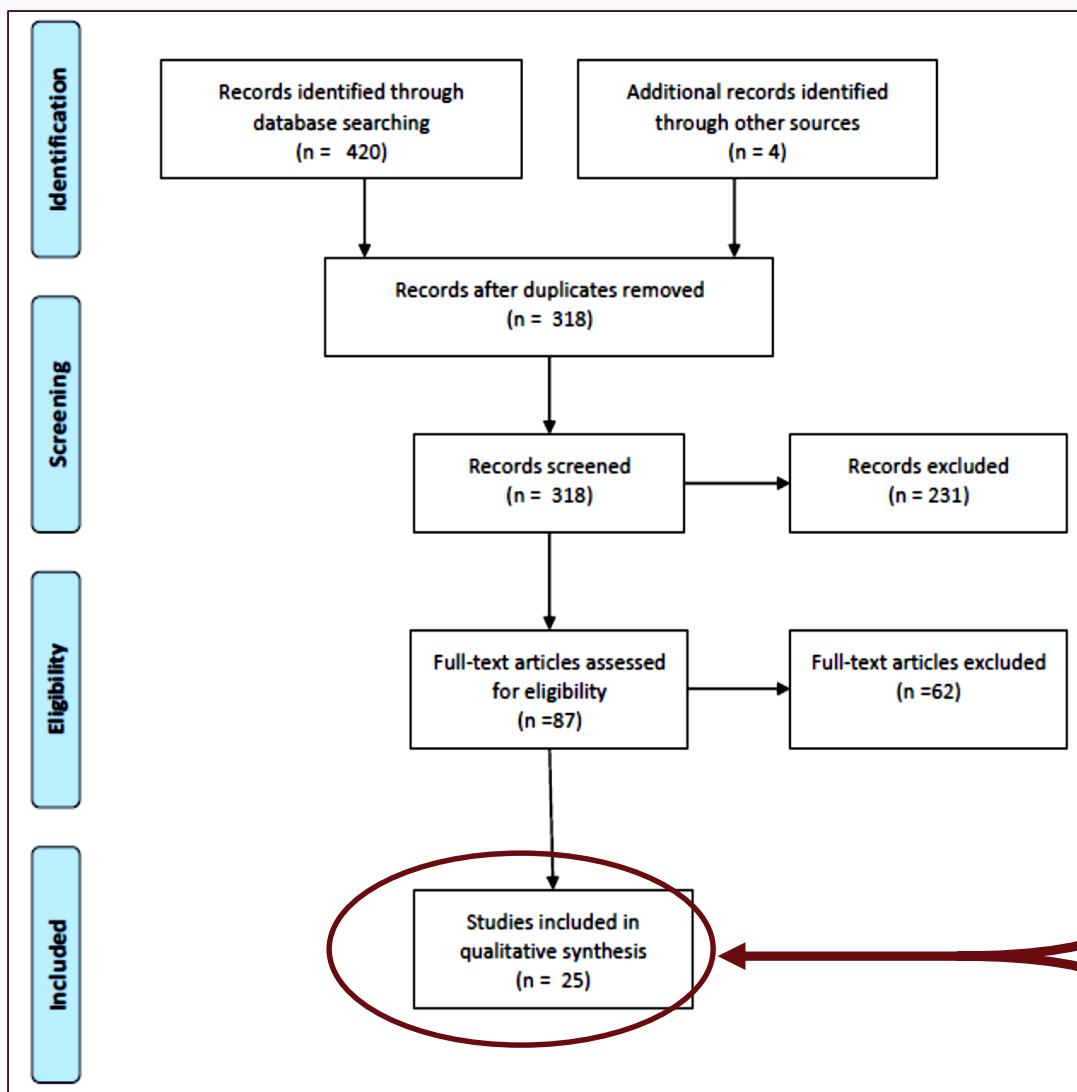 Identification
Records identified through
database searching
(n =   420)
Additional records identified
through other sources
(n = 4)
Records after duplicates removed
(n =  318)
Screening
Records screened
(n =  318)
Records excluded
(n = 231)
Eligibility
Full-text articles assessed
for eligibility
(n =87)
Full-text articles excluded
(n =62)
Included
Studies included in
qualitative synthesis
(n =  25)